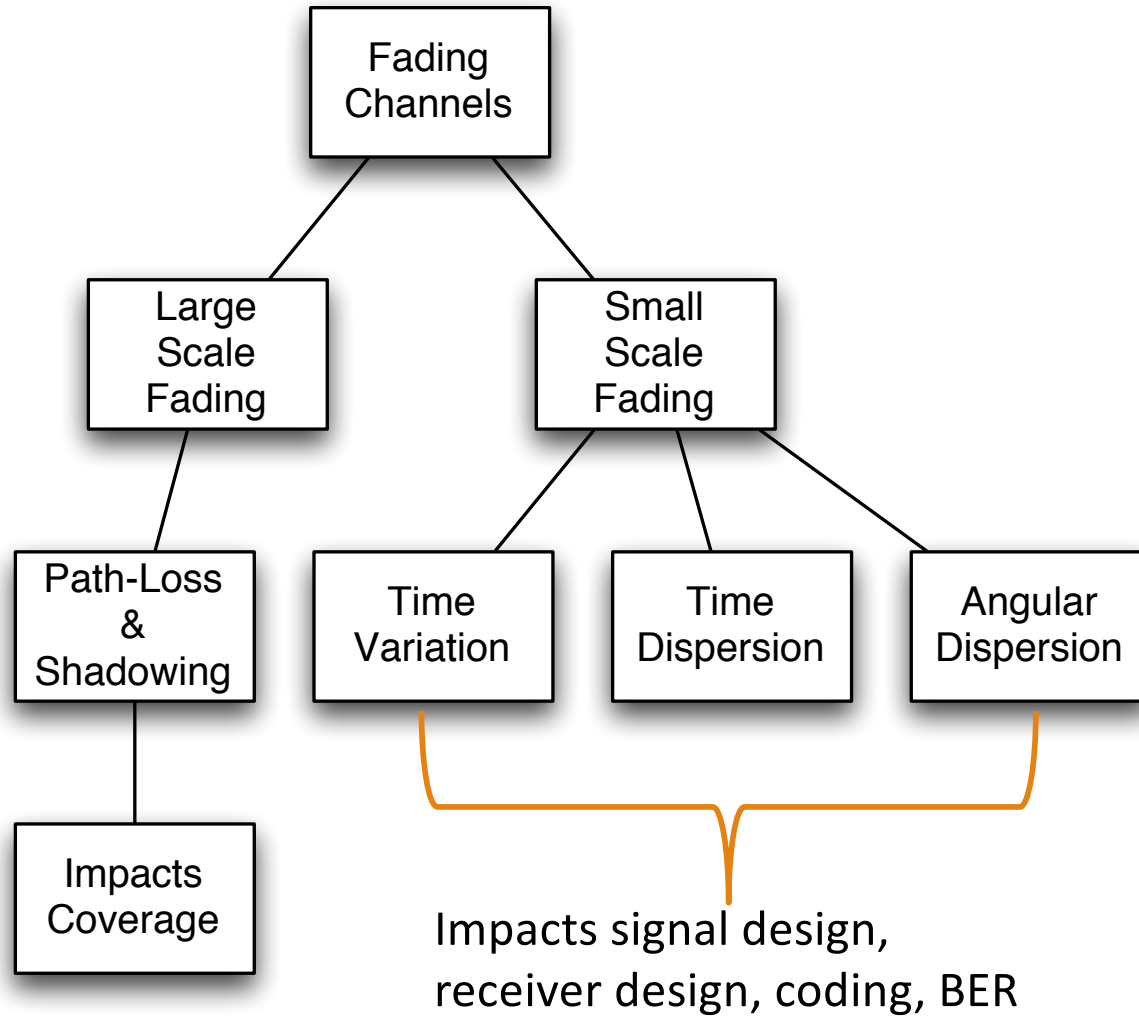 Fading
Channels
Large
Scale
Fading
Small
Scale
Fading
Path-Loss
&
Shadowing
Time
Variation
Time
Dispersion
Angular
Dispersion
Impacts
Coverage
Impacts signal design,
receiver design, coding, BER